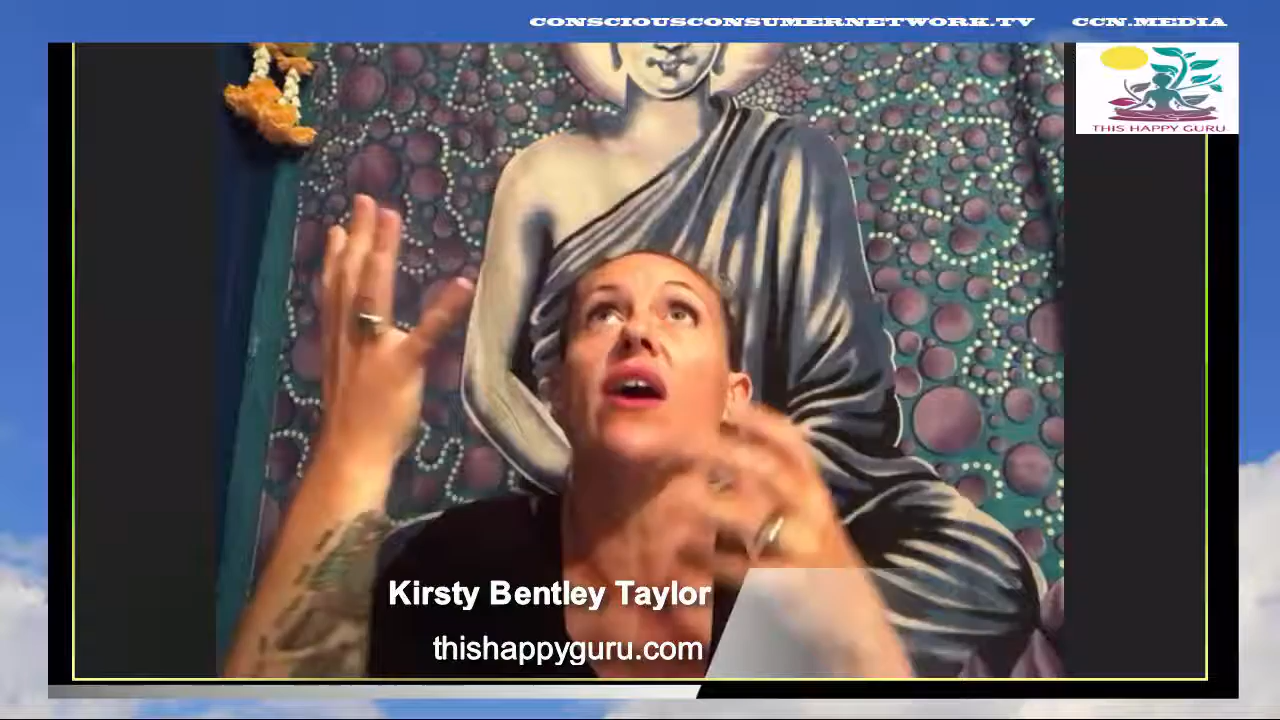 CONSCIOUSCONSUMERNETWORK.TV CCN.MEDIA
THIS HAPPY GURU
Kirsty Bentley Taylor
thishappyguru.com